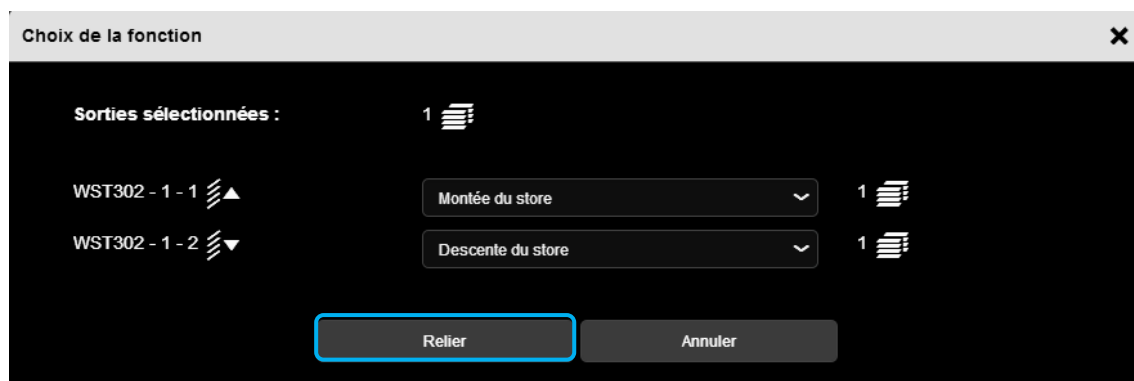 Choix de la fonction
Sorties sélectionnées : 1
WST302 - 1 - 1 Montée du store 1
WST302 - 1 - 2 Descente du store 1
Relier Annuler